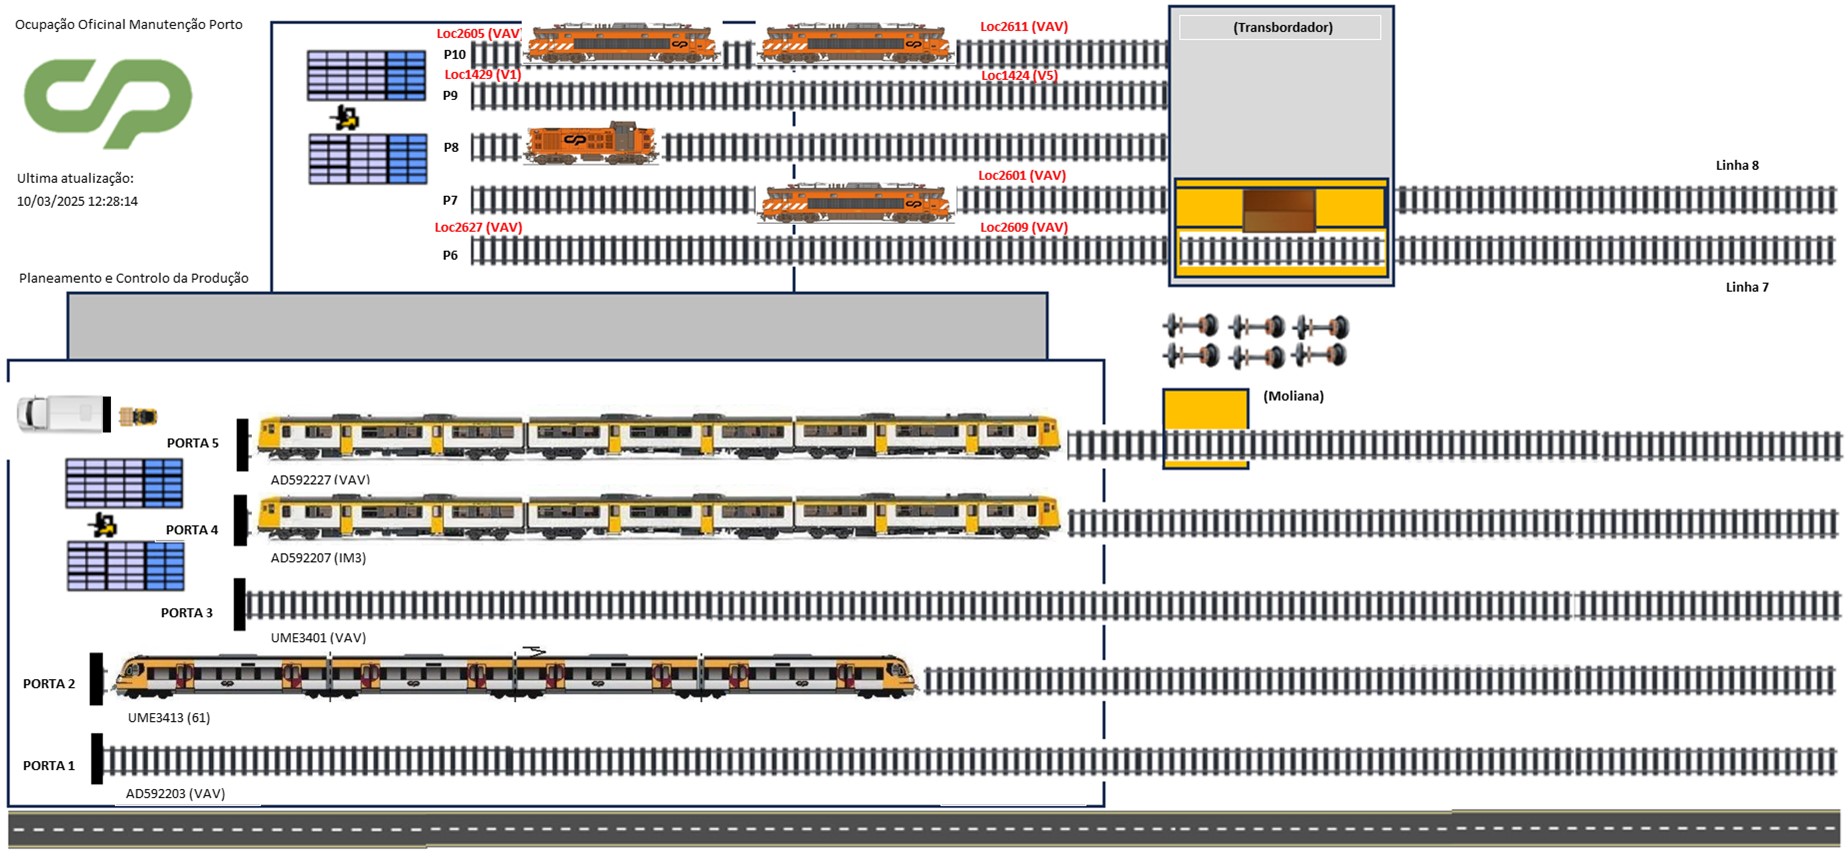 Ocupação Oficinal Manutenção Porto
CP
Ultima atualização:
10/03/2025 12:28:14
Planeamento e Controlo da Produção
Loc2605 (VAV)
Loc2611 (VAV)
P10
Loc1429 (V1)
Loc1424 (V5)
P9
P8
Loc2601 (VAV)
P7
Loc2627 (VAV)
Loc2609 (VAV)
P6
(Transbordador)
Linha 8
Linha 7
(Moliana)
PORTA 5
AD592227 (VAV)
PORTA 4
AD592207 (IM3)
PORTA 3
UME3401 (VAV)
PORTA 2
UME3413 (61)
PORTA 1
AD592203 (VAV)